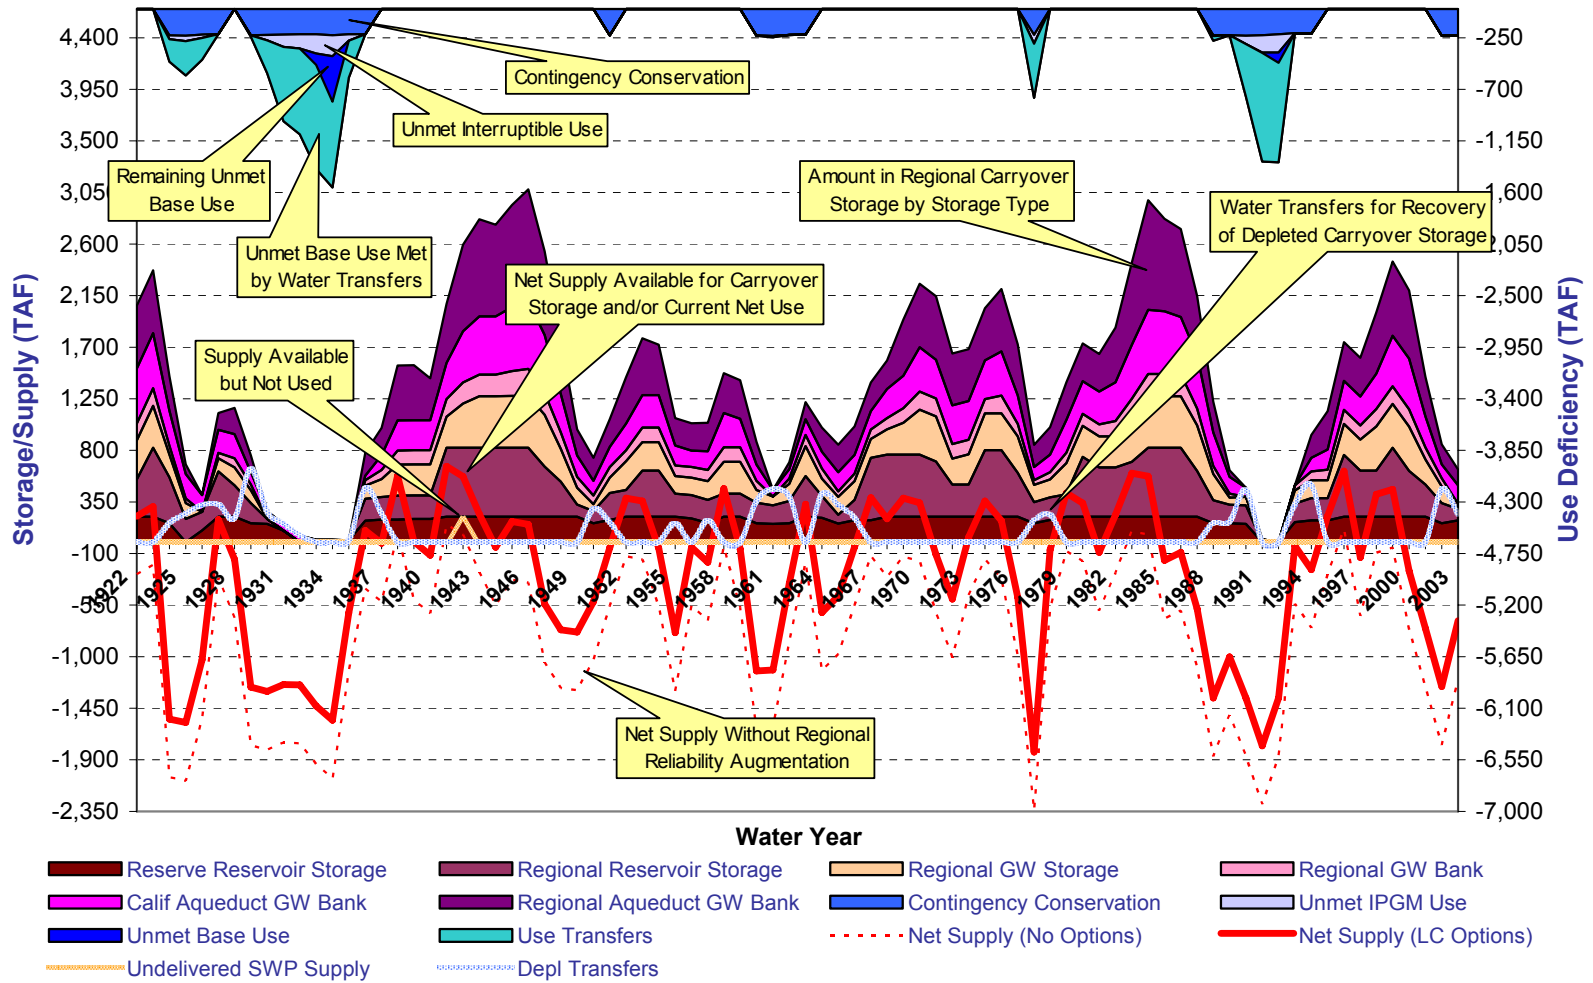 4,400
3,950
3,500
3,050
2,600
2,150
1,700
1,250
800
350
-100
-550
-1,000
-1,450
-1,900
-2,350
Storage/Supply (TAF)
-250
-700
-1,150
-1,600
-2,050
-2,500
-2,950
-3,400
-3,850
-4,300
-4,750
-5,200
-5,650
-6,100
-6,550
-7,000
Use Deficiency (TAF)
Contingency Conservation
Unmet Interruptible Use
Remaining Unmet
Base Use
Unmet Base Use Met
by Water Transfers
Amount in Regional Carryover
Storage by Storage Type
Water Transfers for Recovery
of Depleted Carryover Storage
Net Supply Available for Carryover
Storage and/or Current Net Use
Supply Available
but Not Used
Net Supply Without Regional
Reliability Augmentation
1922
1925
1928
1931
1934
1937
1940
1943
1946
1949
1952
1955
1958
1961
1964
1967
1970
1973
1976
1979
1982
1985
1988
1991
1994
1997
2000
2003
Water Year
Reserve Reservoir Storage
Regional Reservoir Storage
Regional GW Storage
Regional GW Bank
Calif Aqueduct GW Bank
Regional Aqueduct GW Bank
Contingency Conservation
Unmet IPGM Use
Unmet Base Use
Use Transfers
Net Supply (No Options)
Net Supply (LC Options)
Undelivered SWP Supply
Depl Transfers